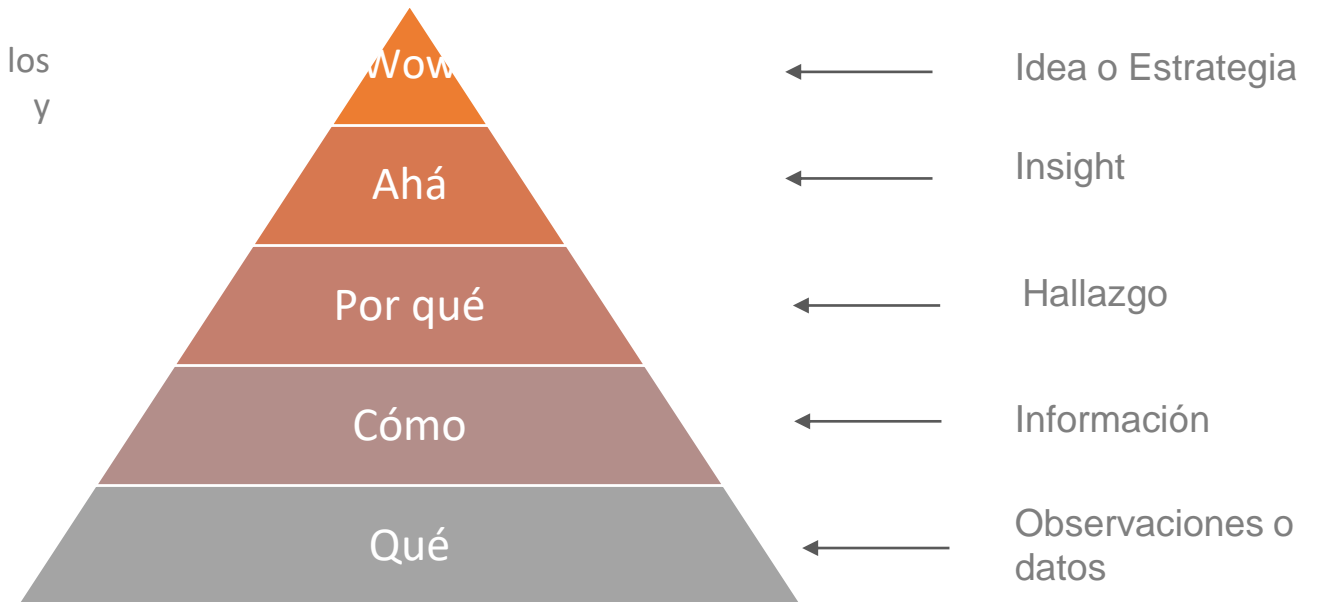 los
y
Wow
Idea o Estrategia
Ahá
Insight
Por qué
Hallazgo
Cómo
Información
Qué
Observaciones o
datos